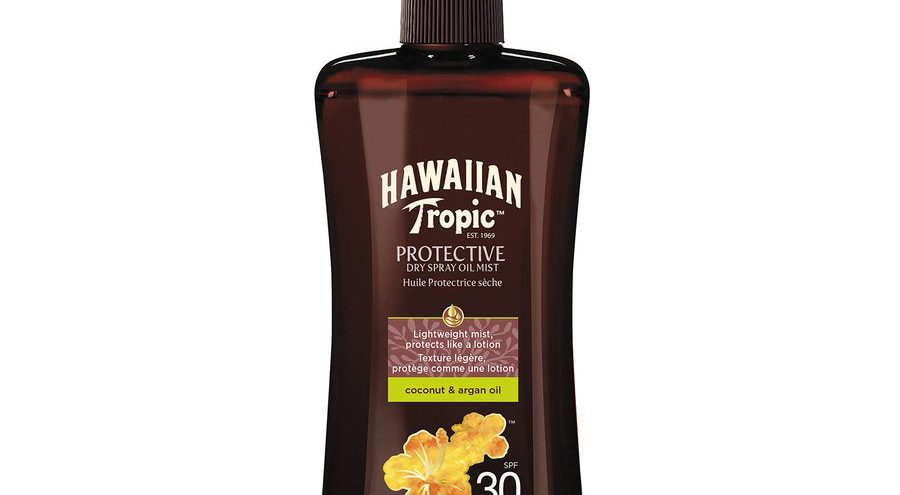 HAWAIIAN
Tropic™
EST. 1969
PROTECTIVE
DRY SPRAY OIL MIST
Huile Protectrice sèche
Lightweight mist,
protects like a lotion
Texture légère,
protège comme une lotion
coconut & argan oil
™
SPF
30